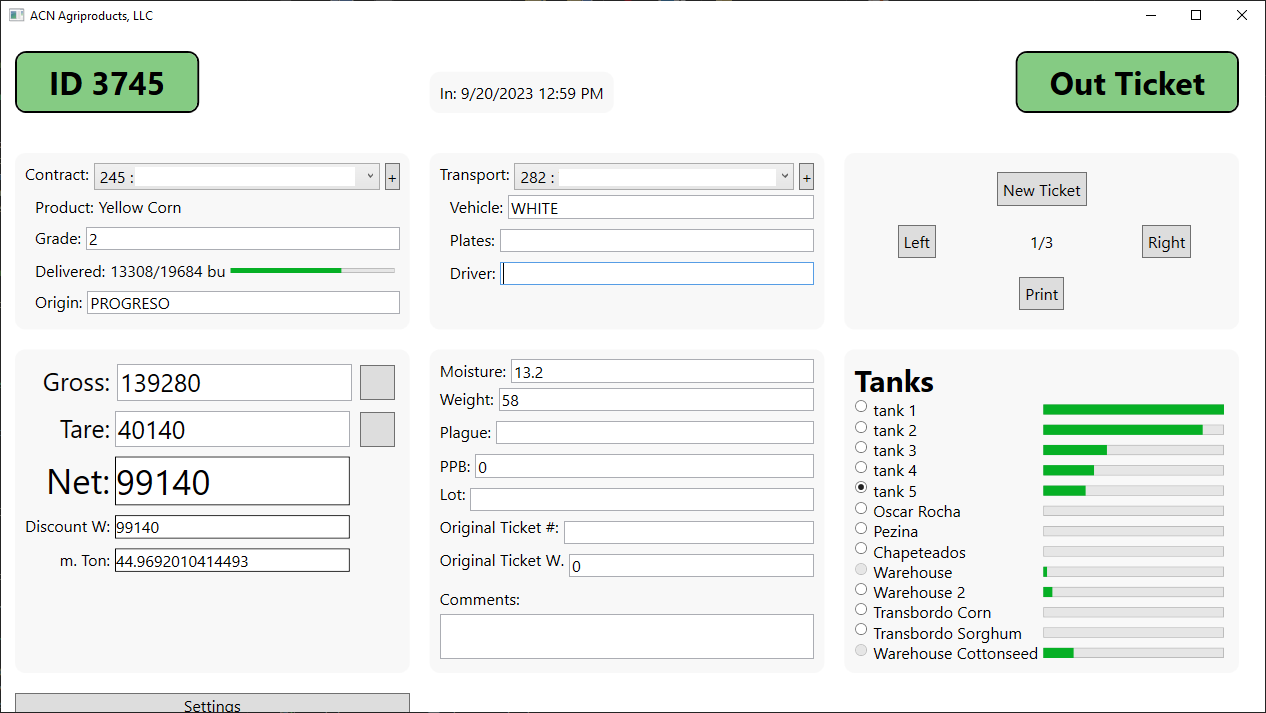 ACN Agriproducts, LLC
ID 3745
In: 9/20/2023 12:59 PM
Out Ticket
Contract: 245 : +
Product: Yellow Corn
Grade: 2
Delivered: 13308/19684 bu
Origin: PROGRESO
Transport: 282 : +
Vehicle: WHITE
Plates:
Driver:
New Ticket
Left 1/3 Right
Print
Gross: 139280
Tare: 40140
Net: 99140
Discount W: 99140
m. Ton: 44.9692010414493
Moisture: 13.2
Weight: 58
Plague:
PPB: 0
Lot:
Original Ticket #:
Original Ticket W. 0
Comments:
Tanks
tank 1
tank 2
tank 3
tank 4
tank 5
Oscar Rocha
Pezina
Chapeteados
Warehouse
Warehouse 2
Transbordo Corn
Transbordo Sorghum
Warehouse Cottonseed
Settings